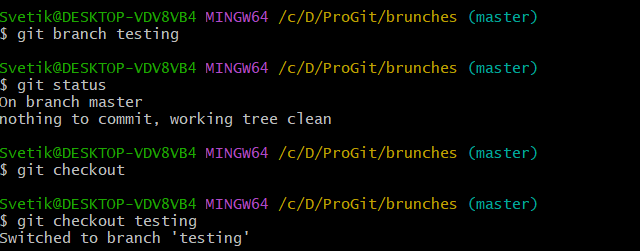 Svetik@DESKTOP-VDV8VB4 MINGW64 /c/D/ProGit/brunches (master)
$ git branch testing
Svetik@DESKTOP-VDV8VB4 MINGW64 /c/D/ProGit/brunches (master)
$ git status
On branch master
nothing to commit, working tree clean
Svetik@DESKTOP-VDV8VB4 MINGW64 /c/D/ProGit/brunches (master)
$ git checkout
Svetik@DESKTOP-VDV8VB4 MINGW64 /c/D/ProGit/brunches (master)
$ git checkout testing
Switched to branch 'testing'